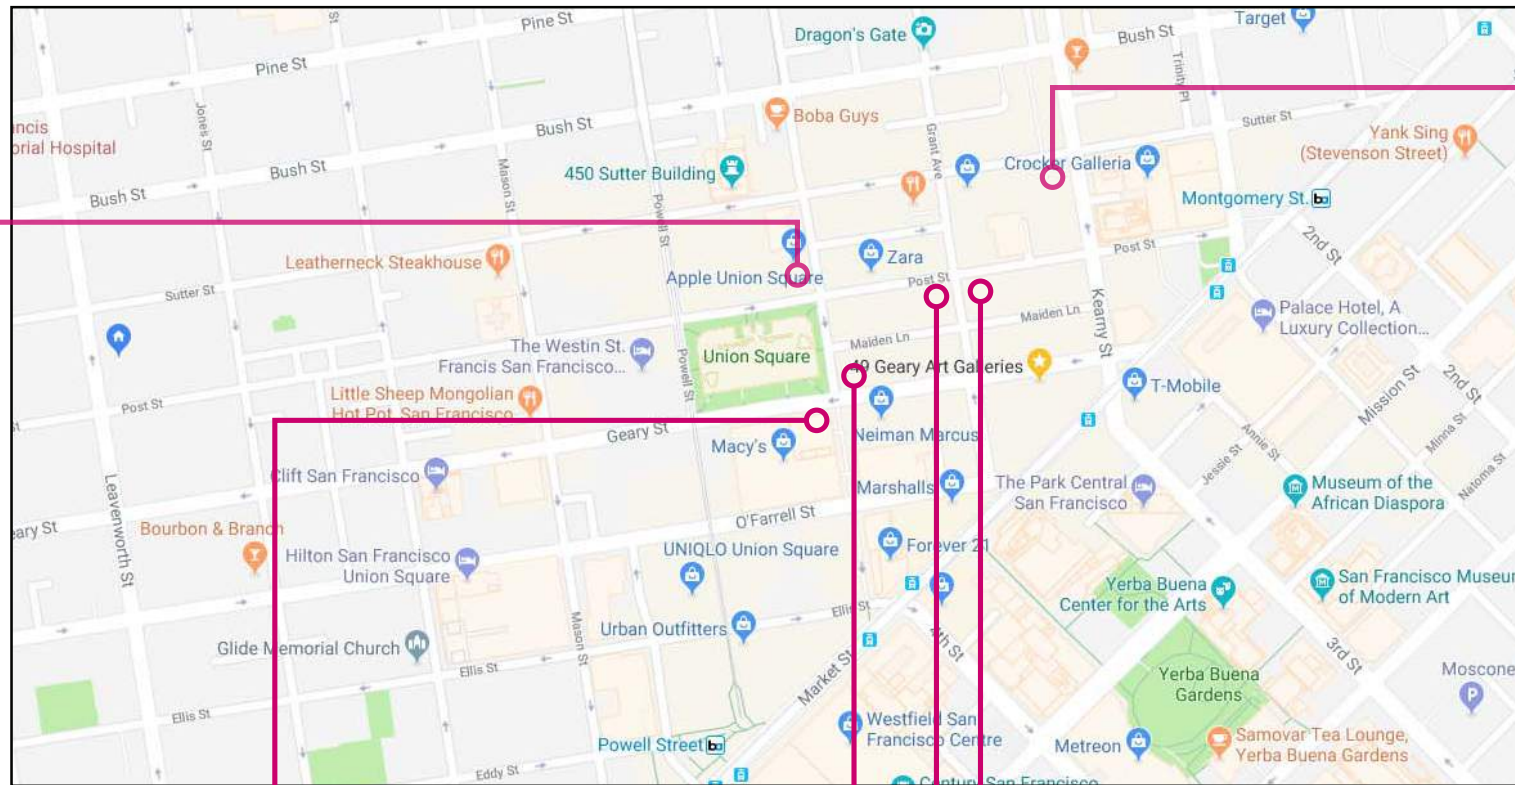 Pine St
Pine St
St
Dragon's Gate
Bush St
Target
Trinity Pl
Jones St
Boba Guys
Bush St
Bush St
Bush St
Mason St
450 Sutter Building
Powell St
Grant Ave
Crocker Galleria
Sutter St
Yank Sing
(Stevenson Street)
Montgomery St.
ncis
orial Hospital
Leatherneck Steakhouse
Sutter St
Apple Union Square
Zara
Post St
Post St
2nd St
Kearny St
Palace Hotel, A
Luxury Collection...
Maiden Ln
Maiden Ln
The Westin St.
Francis San Francisco...
Powell St
Union Square
49 Geary Art Galleries
T-Mobile
Little Sheep Mongolian
Hot Pot, San Francisco
Post St
Geary St
Macy's
Neiman Marcus
Mission St
2nd St
Minna St
Natoma St
Annie St
Jessie St
Clift San Francisco
Marshalls
The Park Central
San Francisco
Museum of the
African Diaspora
Leavenworth St
eary St
Bourbon & Branch
O'Farrell St
Hilton San Francisco
Union Square
UNIQLO Union Square
Forever 21
Yerba Buena
Center for the Arts
San Francisco Museum
of Modern Art
Mason St
Urban Outfitters
Ellis St
4th St
3rd St
Glide Memorial Church
Ellis St
Market St
Yerba Buena
Gardens
Moscone
Ellis St
Westfield San
Francisco Centre
Powell Street
Metreon
Samovar Tea Lounge,
Yerba Buena Gardens
Eddy St
Century San Francisco